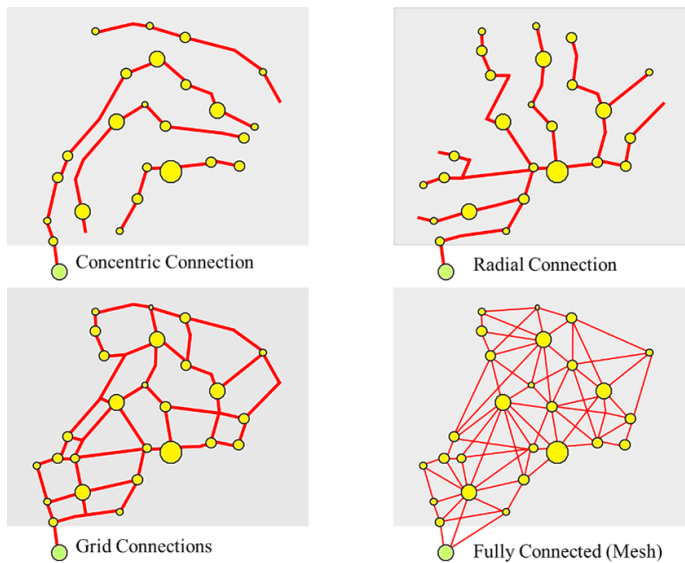 Concentric Connection
Radial Connection
Grid Connections
Fully Connected (Mesh)